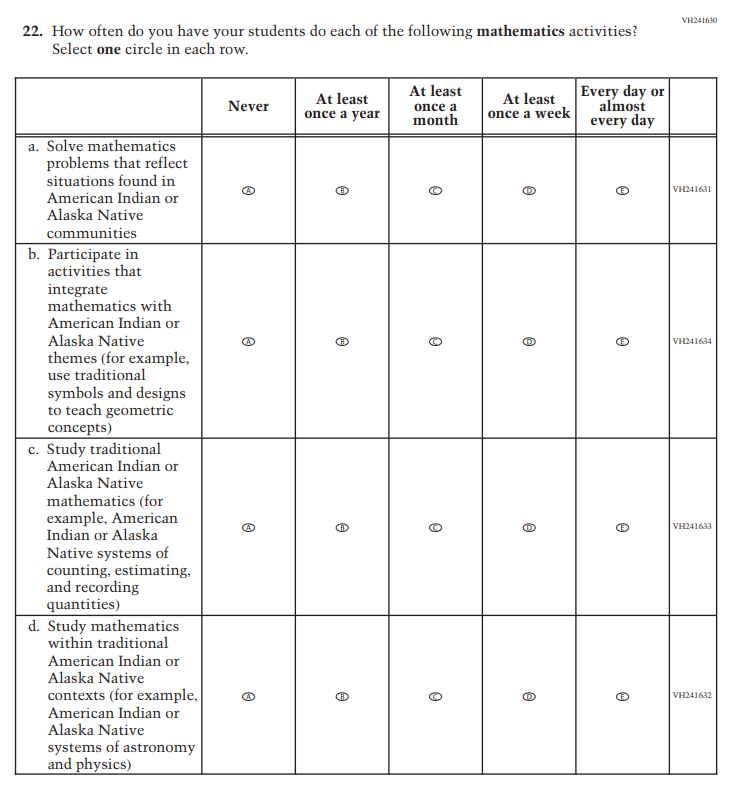 VH241630
22. How often do you have your students do each of the following mathematics activities?
Select one circle in each row.
Never
At least
once a year
At least
once a
month
At least
once a week
Every day or
almost
every day
a. Solve mathematics
problems that reflect
situations found in
American Indian or
Alaska Native
communities
A B C D E VH241631
b. Participate in
activities that
integrate
mathematics with
American Indian or
Alaska Native
themes (for example,
use traditional
symbols and designs
to teach geometric
concepts)
A B C D E VH241634
c. Study traditional
American Indian or
Alaska Native
mathematics (for
example, American
Indian or Alaska
Native systems of
counting, estimating,
and recording
quantities)
A B C D E VH241633
d. Study mathematics
within traditional
American Indian or
Alaska Native
contexts (for example,
American Indian or
Alaska Native
systems of astronomy
and physics)
A B C D E VH241632